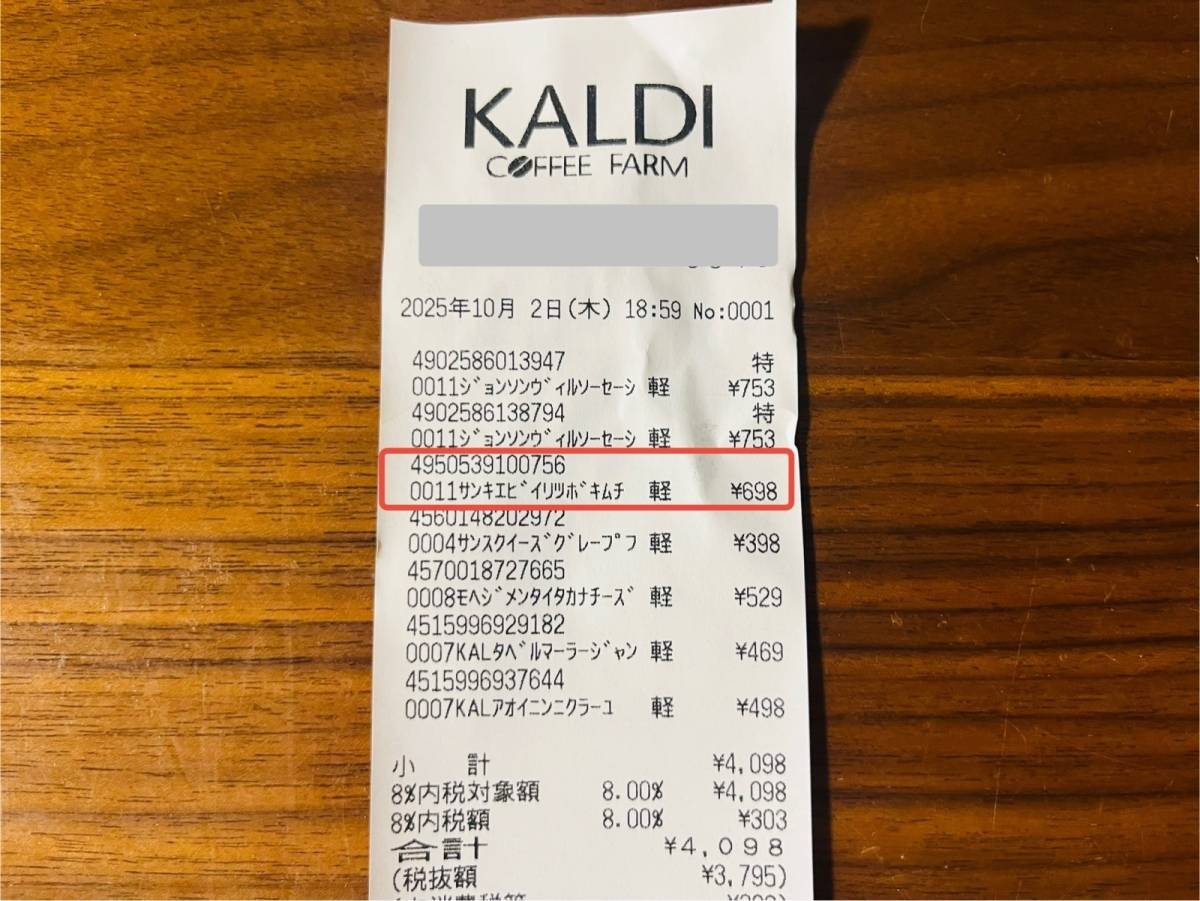 KALDI
COFFEE FARM
2025年10月 2日(木) 18:59 No:0001
4902586013947 特
0011ジョンソンヴィルソーセーシ 軽 ¥753
4902586138794 特
0011ジョンソンヴィルソーセーシ 軽 ¥753
4950539100756
0011サンキエビイリツボキムチ 軽 ¥698
4560148202972
0004サンスクイーズグレープフ 軽 ¥398
4570018727665
0008モヘジメンタイタカナチーズ 軽 ¥529
4515996929182
0007KALタベルマーラージャン 軽 ¥469
4515996937644
0007KALアオイニンニクラーユ 軽 ¥498
小 計 ¥4,098
8%内税対象額 8.00% ¥4,098
8%内税額 8.00% ¥303
合計 ¥4,098
(税抜額 ¥3,795)